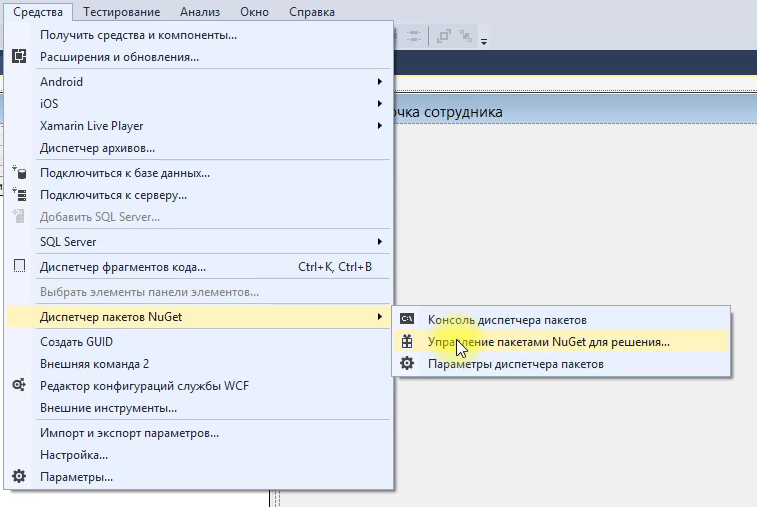 Средства Тестирование Анализ Окно Справка
Получить средства и компоненты...
Расширения и обновления...
Android
iOS
Xamarin Live Player
Диспетчер архивов...
Подключиться к базе данных...
Подключиться к серверу...
Добавить SQL Server...
SQL Server
Диспетчер фрагментов кода... Ctrl+K, Ctrl+B
Выбрать элементы панели элементов...
Диспетчер пакетов NuGet
Создать GUID
Внешняя команда 2
Редактор конфигураций службы WCF
Внешние инструменты...
Импорт и экспорт параметров...
Настройка...
Параметры...
Консоль диспетчера пакетов
Управление пакетами NuGet для решения...
Параметры диспетчера пакетов
очка сотрудника